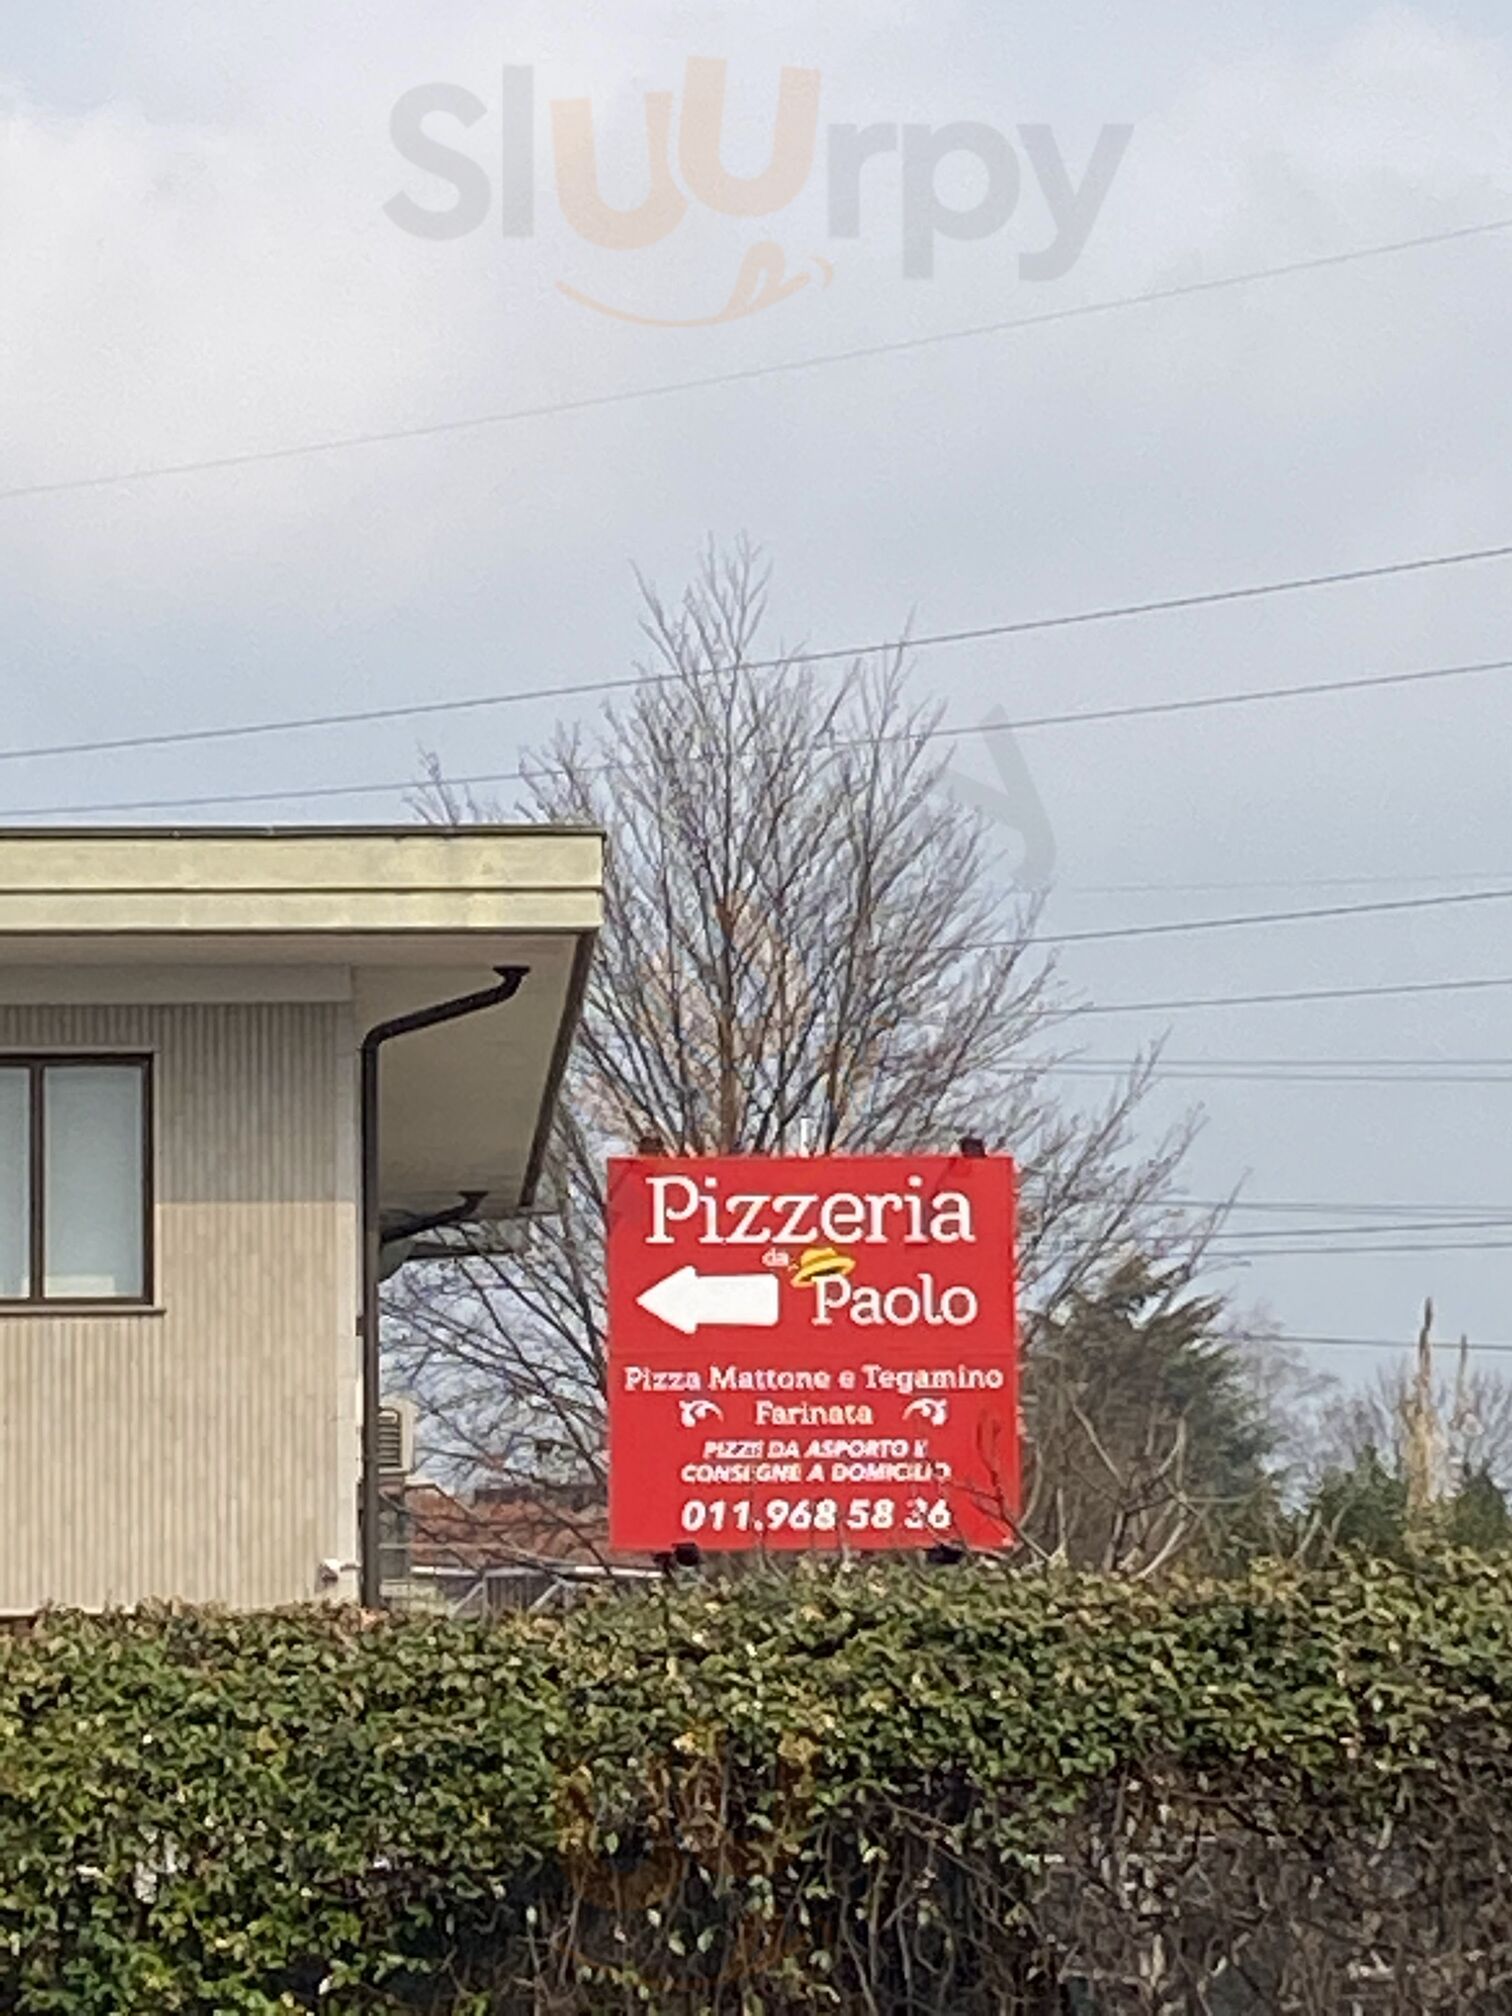 Sluurpy
Pizzeria
da
Paolo
Pizza Mattone e Tegamino
Farinata
PIZZE DA ASPORTO E
CONSEGNE A DOMICILIO
011.968 58 36
y